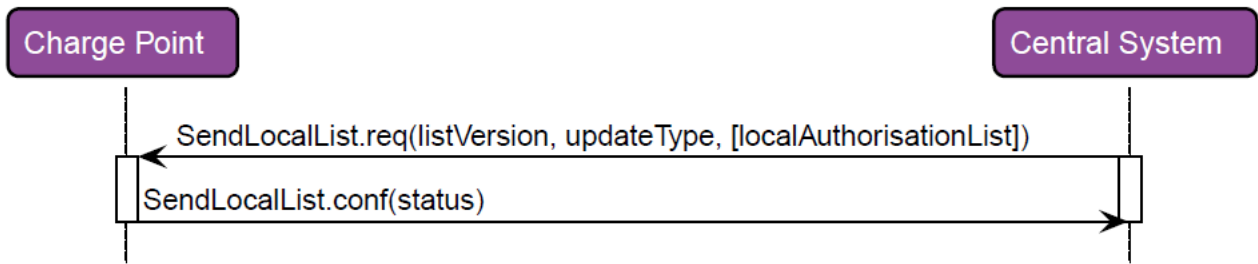 Charge Point
Central System
SendLocalList.req(listVersion, updateType, [localAuthorisationList])
SendLocalList.conf(status)